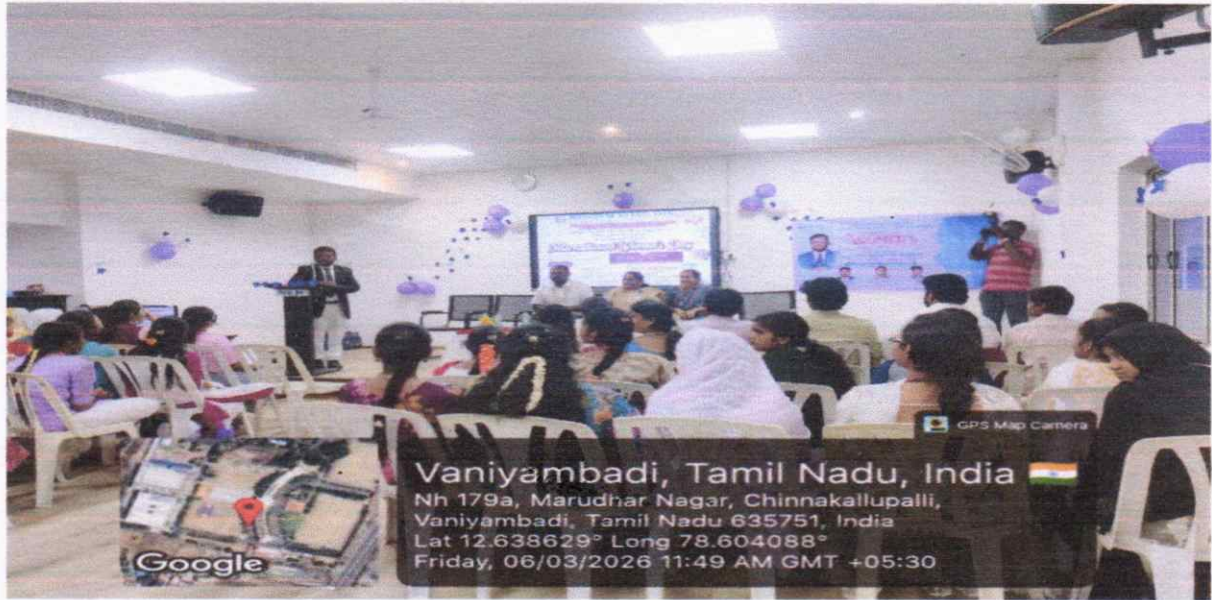 WOMEN'S
GPS Map Camera
Vaniyambadi, Tamil Nadu, India
Nh 179a, Marudhar Nagar, Chinnakallupalli,
Vaniyambadi, Tamil Nadu 635751, India
Lat 12.638629° Long 78.604088°
Friday, 06/03/2026 11:49 AM GMT +05:30
Google